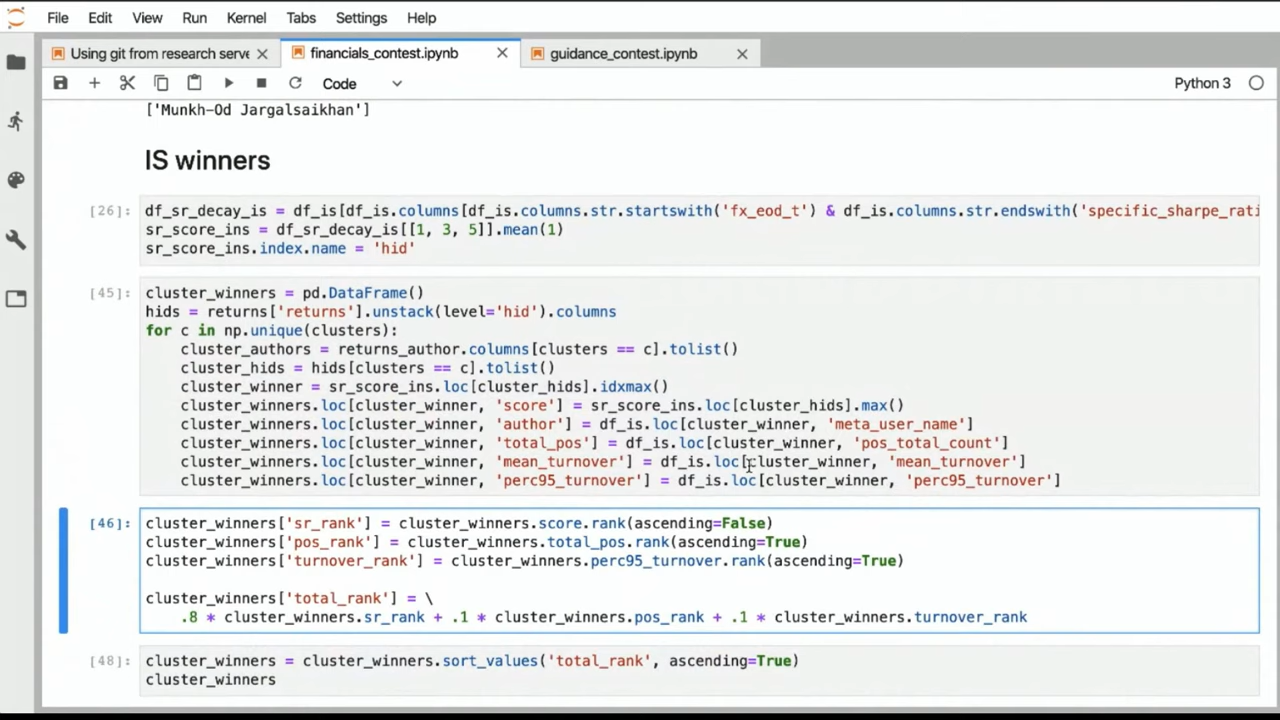 File Edit View Run Kernel Tabs Settings Help
Using git from research serve financials_contest.ipynb guidance_contest.ipynb
Code Python 3
['Munkh-Od Jargalsaikhan']
IS winners
[26]: df_sr_decay_is = df_is[df_is.columns[df_is.columns.str.startswith('fx_eod_t') & df_is.columns.str.endswith('specific_sharpe_rati
sr_score_ins = df_sr_decay_is[[1, 3, 5]].mean(1)
sr_score_ins.index.name = 'hid'
[45]: cluster_winners = pd.DataFrame()
hids = returns['returns'].unstack(level='hid').columns
for c in np.unique(clusters):
    cluster_authors = returns_author.columns[clusters == c].tolist()
    cluster_hids = hids[clusters == c].tolist()
    cluster_winner = sr_score_ins.loc[cluster_hids].idxmax()
    cluster_winners.loc[cluster_winner, 'score'] = sr_score_ins.loc[cluster_hids].max()
    cluster_winners.loc[cluster_winner, 'author'] = df_is.loc[cluster_winner, 'meta_user_name']
    cluster_winners.loc[cluster_winner, 'total_pos'] = df_is.loc[cluster_winner, 'pos_total_count']
    cluster_winners.loc[cluster_winner, 'mean_turnover'] = df_is.loc[cluster_winner, 'mean_turnover']
    cluster_winners.loc[cluster_winner, 'perc95_turnover'] = df_is.loc[cluster_winner, 'perc95_turnover']
[46]: cluster_winners['sr_rank'] = cluster_winners.score.rank(ascending=False)
cluster_winners['pos_rank'] = cluster_winners.total_pos.rank(ascending=True)
cluster_winners['turnover_rank'] = cluster_winners.perc95_turnover.rank(ascending=True)
cluster_winners['total_rank'] = \
    .8 * cluster_winners.sr_rank + .1 * cluster_winners.pos_rank + .1 * cluster_winners.turnover_rank
[48]: cluster_winners = cluster_winners.sort_values('total_rank', ascending=True)
cluster_winners